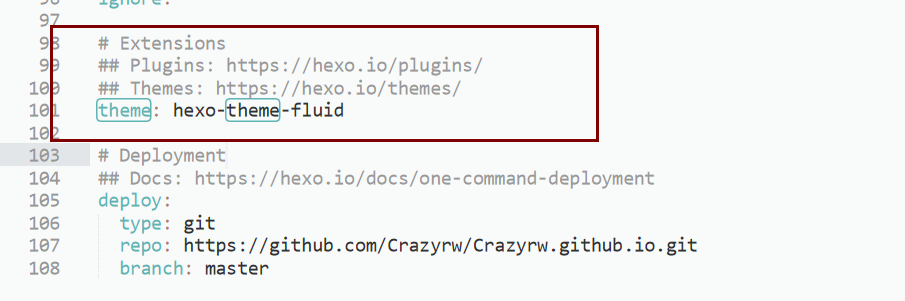 96 ignore:
97
98 # Extensions
99 ## Plugins: https://hexo.io/plugins/
100 ## Themes: https://hexo.io/themes/
101 theme: hexo-theme-fluid
102
103 # Deployment
104 ## Docs: https://hexo.io/docs/one-command-deployment
105 deploy:
106 type: git
107 repo: https://github.com/Crazyrw/Crazyrw.github.io.git
108 branch: master